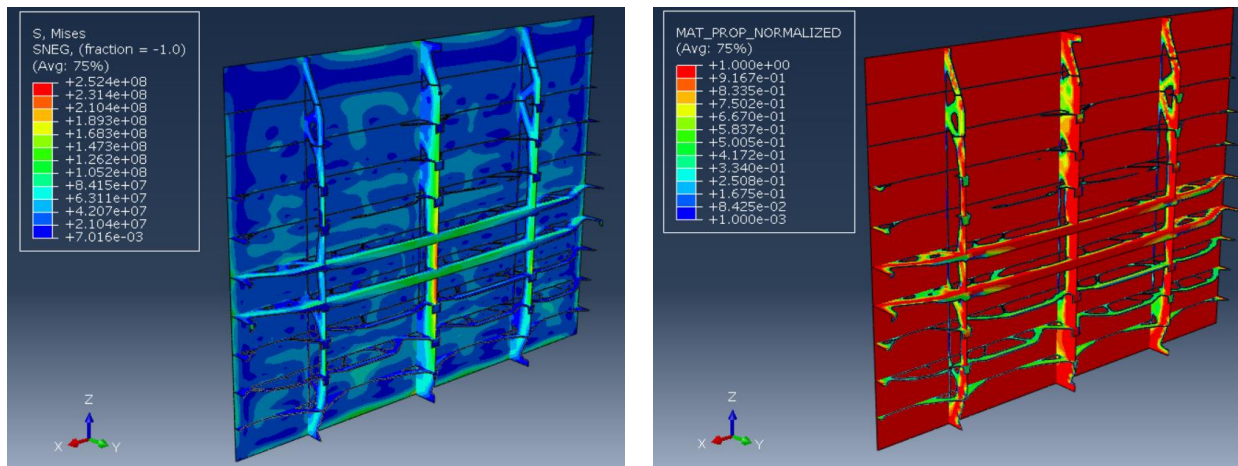 S, Mises
SNEG, (fraction = -1.0)
(Avg: 75%)
+2.524e+08
+2.314e+08
+2.104e+08
+1.893e+08
+1.683e+08
+1.473e+08
+1.262e+08
+1.052e+08
+8.415e+07
+6.311e+07
+4.207e+07
+2.104e+07
+7.016e-03
Z
X
Y
MAT_PROP_NORMALIZED
(Avg: 75%)
+1.000e+00
+9.167e-01
+8.335e-01
+7.502e-01
+6.670e-01
+5.837e-01
+5.005e-01
+4.172e-01
+3.340e-01
+2.508e-01
+1.675e-01
+8.425e-02
+1.000e-03
Z
X
Y